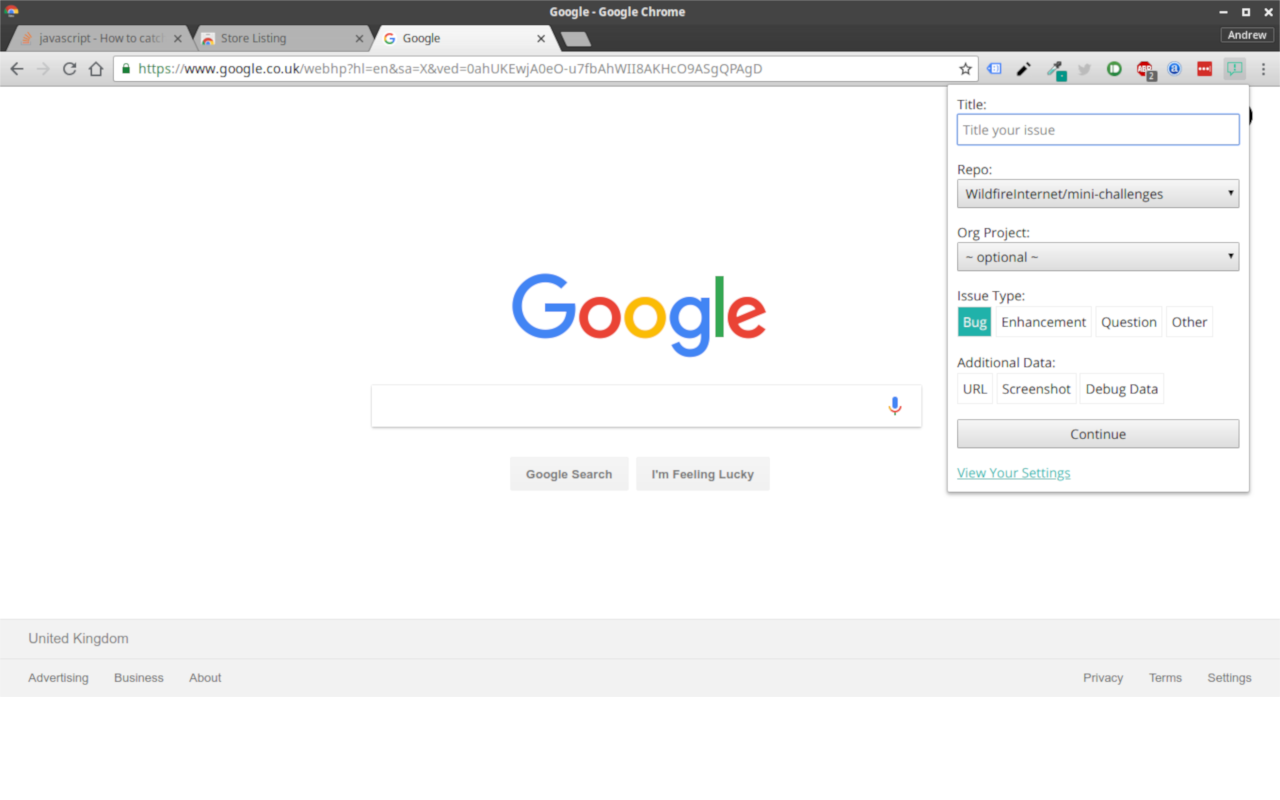 Google - Google Chrome
javascript - How to catc
Store Listing
Google
Andrew
https://www.google.co.uk/webhp?hl=en&sa=X&ved=0ahUKEwjA0eO-u7fbAhWII8AKHcO9ASgQPAgD
ABP
2
Title:
Title your issue
Repo:
WildfireInternet/mini-challenges
Org Project:
~ optional ~
Issue Type:
Bug Enhancement Question Other
Additional Data:
URL Screenshot Debug Data
Continue
View Your Settings
Google
Google Search I'm Feeling Lucky
United Kingdom
Advertising Business About Privacy Terms Settings